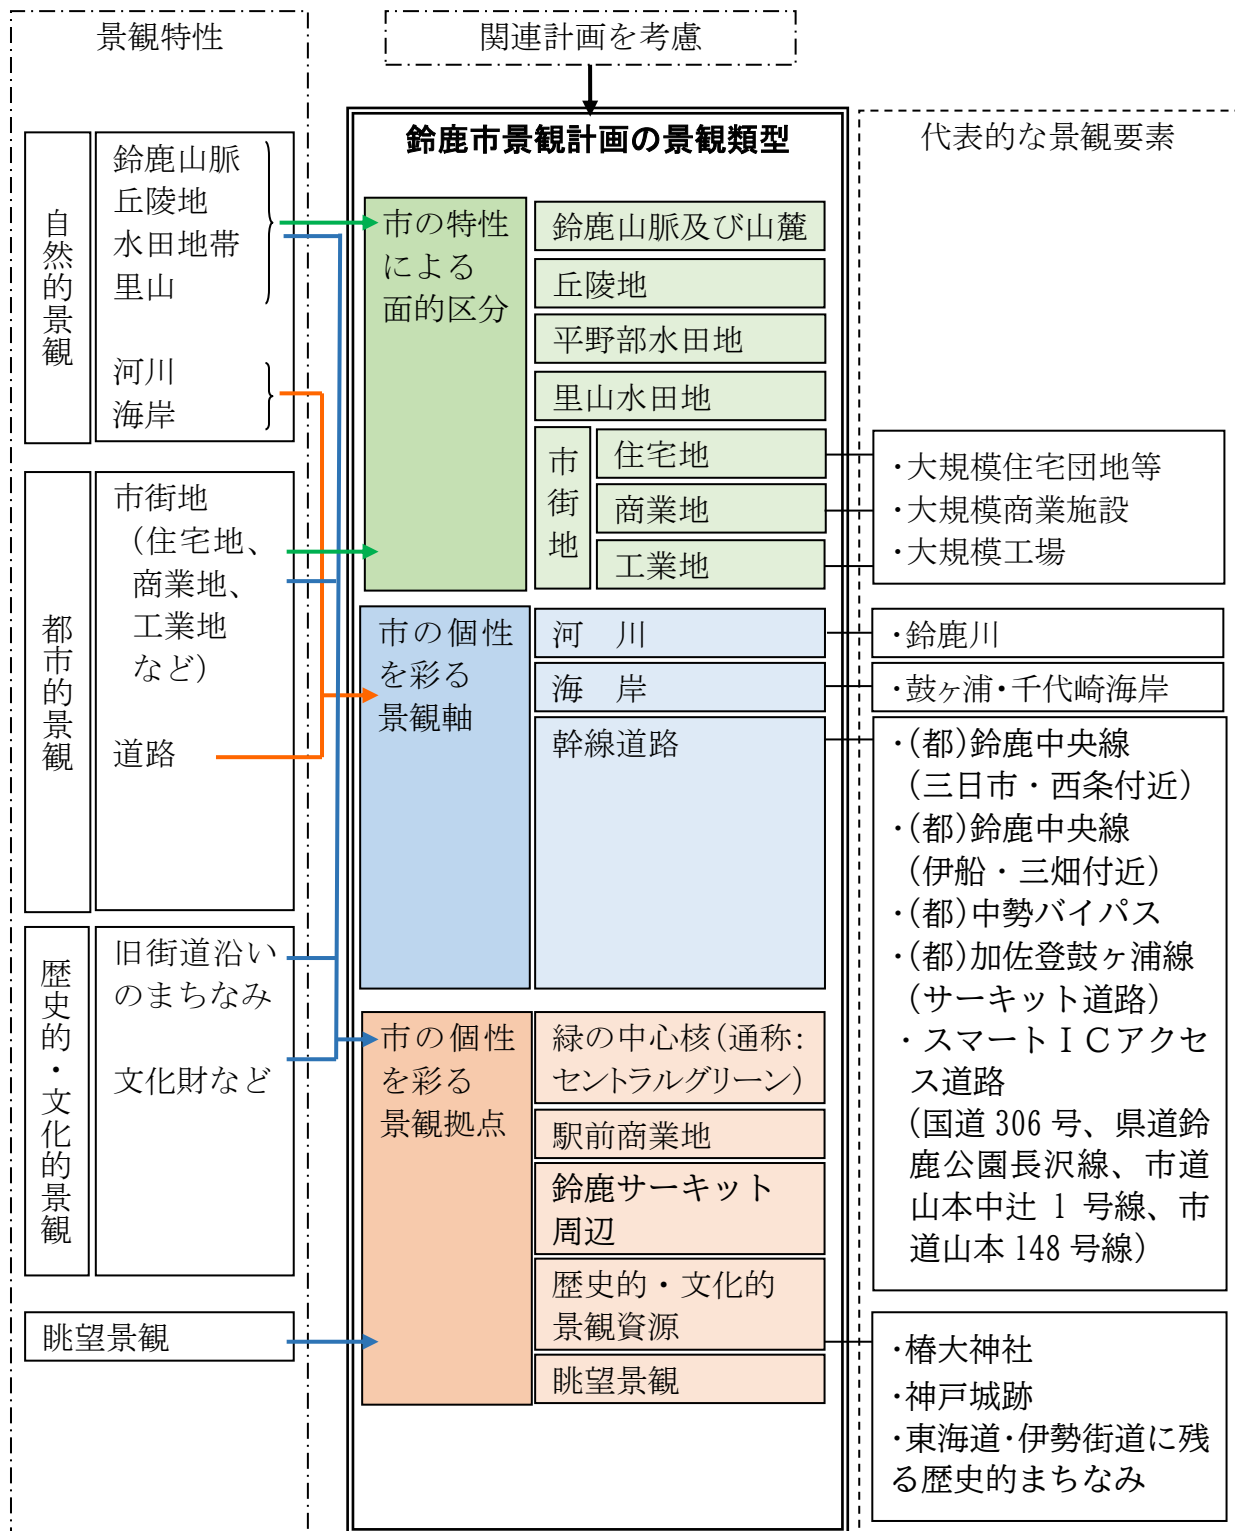 景観特性
自然的景観
鈴鹿山脈
丘陵地
水田地帯
里山
河川
海岸
都市的景観
市街地
（住宅地、
商業地、
工業地
など）
道路
歴史的・文化的景観
旧街道沿い
のまちなみ
文化財など
眺望景観
関連計画を考慮
鈴鹿市景観計画の景観類型
市の特性
による
面的区分
鈴鹿山脈及び山麓
丘陵地
平野部水田地
里山水田地
市街地
住宅地
商業地
工業地
市の個性
を彩る
景観軸
河　川
海　岸
幹線道路
市の個性
を彩る
景観拠点
緑の中心核（通称：
セントラルグリーン）
駅前商業地
鈴鹿サーキット
周辺
歴史的・文化的
景観資源
眺望景観
代表的な景観要素
・大規模住宅団地等
・大規模商業施設
・大規模工場
・鈴鹿川
・鼓ヶ浦・千代崎海岸
・(都)鈴鹿中央線
（三日市・西条付近）
・(都)鈴鹿中央線
（伊船・三畑付近）
・(都)中勢バイパス
・(都)加佐登鼓ヶ浦線
（サーキット道路）
・スマートＩＣアクセ
ス道路
（国道 306 号、県道鈴
鹿公園長沢線、市道
山本中辻 1 号線、市
道山本 148 号線）
・椿大神社
・神戸城跡
・東海道・伊勢街道に残
る歴史的まちなみ